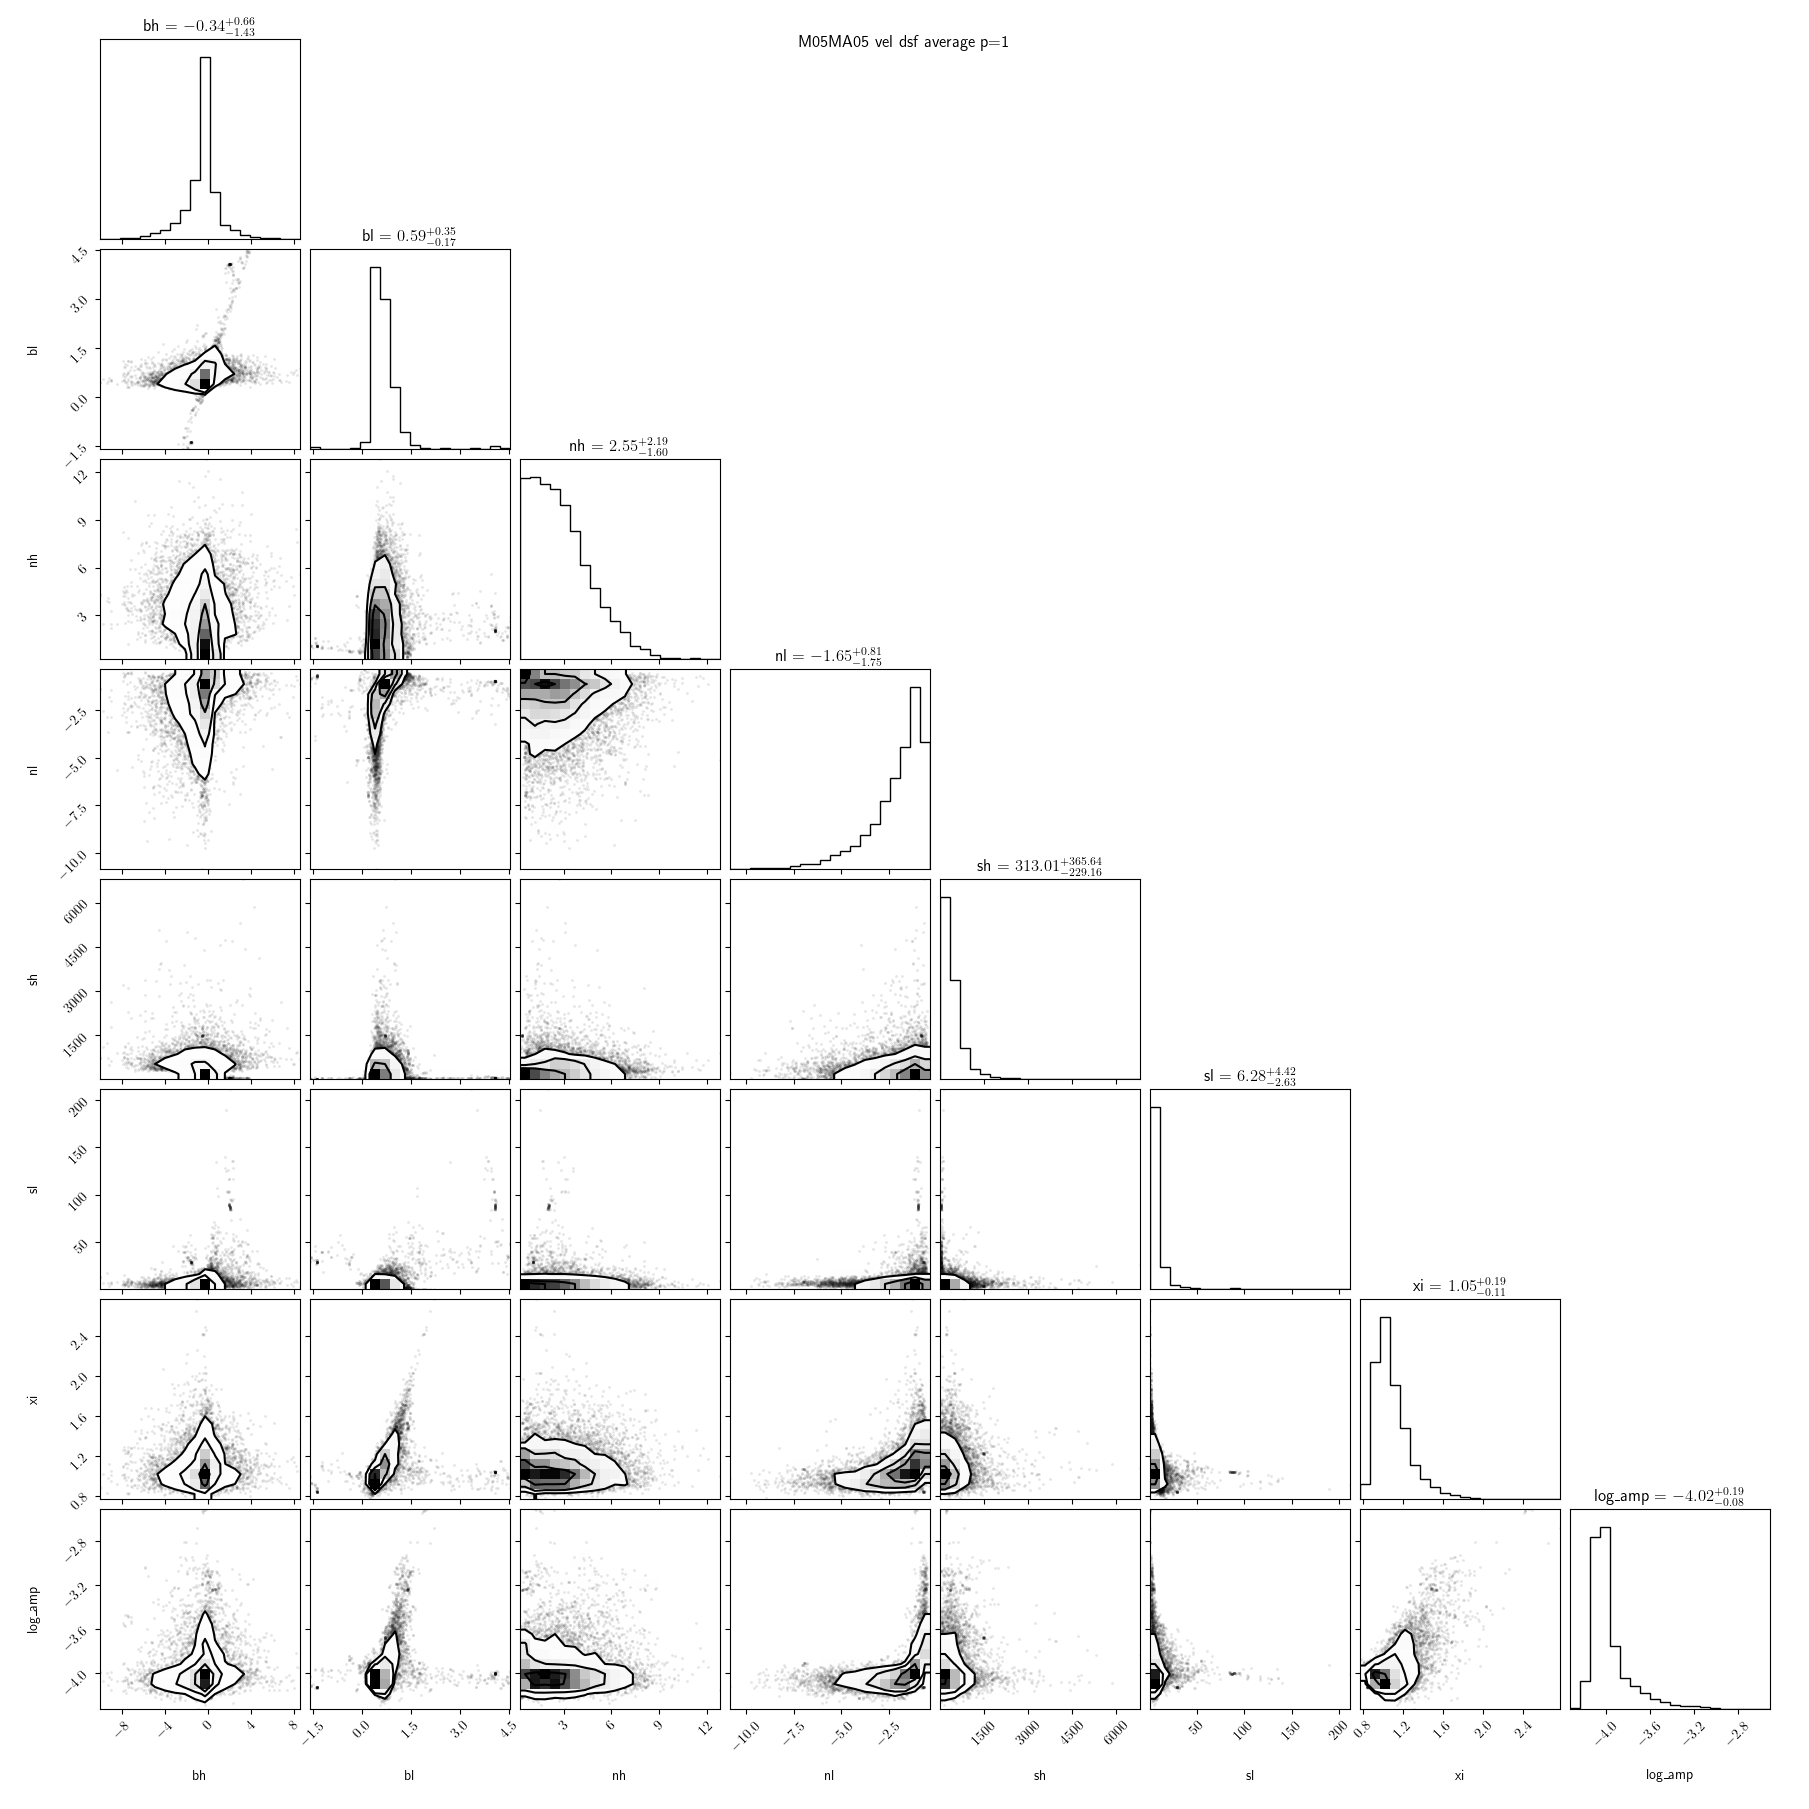 bh = −0.34 +0.66 −1.43
M05MA05 vel dsf average p=1
bl = 0.59 +0.35 −0.17
4.5
3.0
1.5
0.0
−1.5
bl
nh = 2.55 +2.19 −1.60
12
9
6
3
nh
nl = −1.65 +0.81 −1.75
−2.5
−5.0
−7.5
−10.0
nl
sh = 313.01 +365.64 −229.16
6000
4500
3000
1500
sh
sl = 6.28 +4.42 −2.63
200
150
100
50
sl
xi = 1.05 +0.19 −0.11
2.4
2.0
1.6
1.2
0.8
xi
log_amp = −4.02 +0.19 −0.08
−2.8
−3.2
−3.6
−4.0
log_amp
−8 −4 0 4 8 −1.5 0.0 1.5 3.0 4.5 3 6 9 12 −10.0 −7.5 −5.0 −2.5 1500 3000 4500 6000 50 100 150 200 0.8 1.2 1.6 2.0 2.4 −4.0 −3.6 −3.2 −2.8
bh bl nh nl sh sl xi log_amp